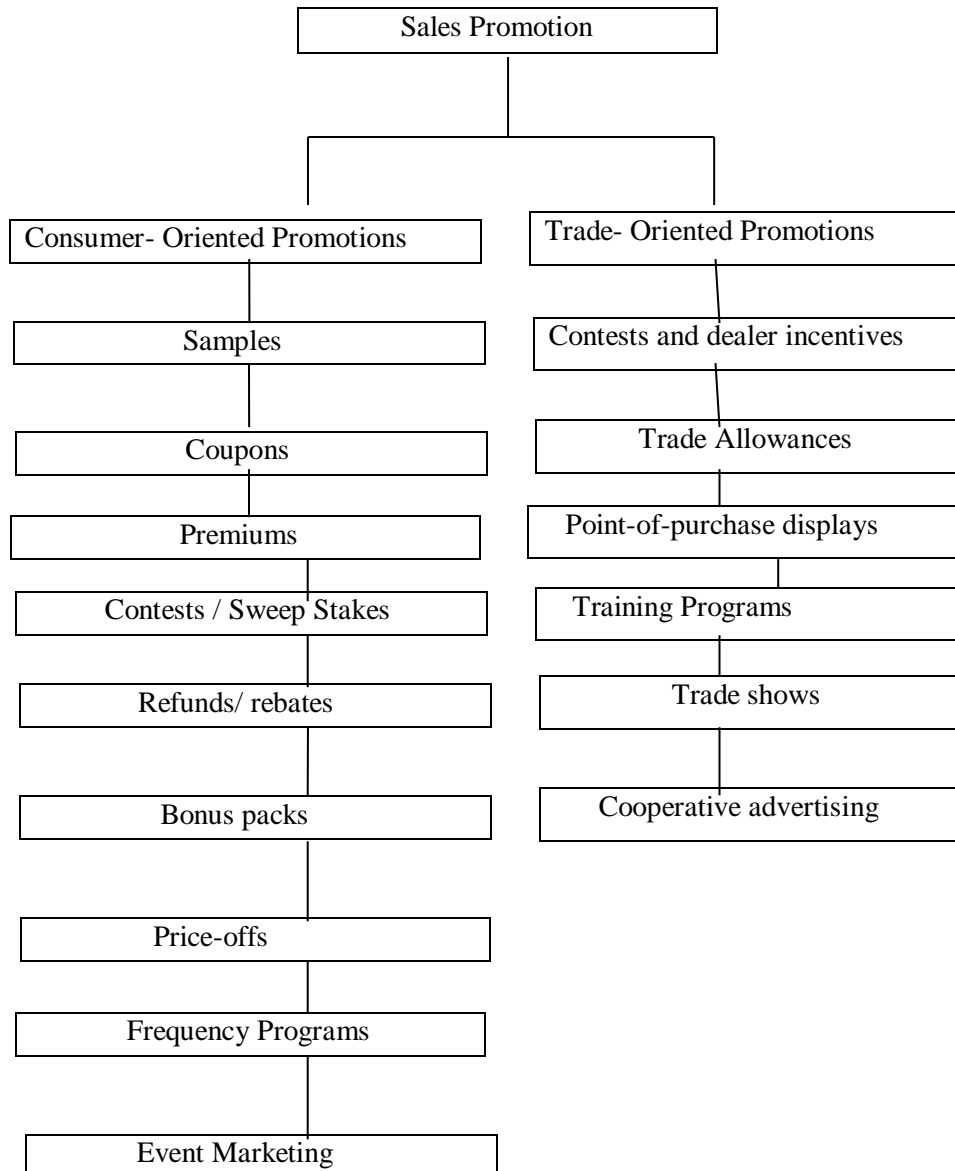 Sales Promotion
Consumer- Oriented Promotions
Samples
Coupons
Premiums
Contests / Sweep Stakes
Refunds/ rebates
Bonus packs
Price-offs
Frequency Programs
Event Marketing
Trade- Oriented Promotions
Contests and dealer incentives
Trade Allowances
Point-of-purchase displays
Training Programs
Trade shows
Cooperative advertising